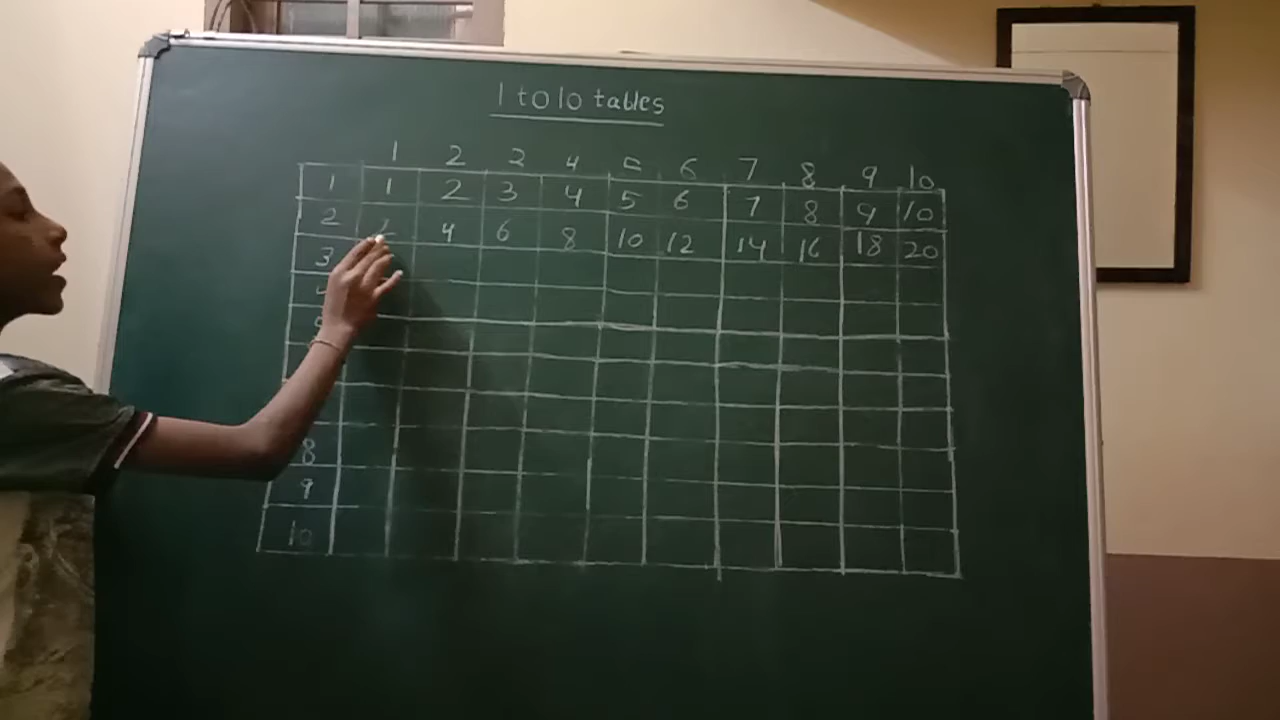 1 to 10 tables
1 2 3 4 5 6 7 8 9 10
1 1 2 3 4 5 6 7 8 9 10
2 2 4 6 8 10 12 14 16 18 20
3
8
9
10